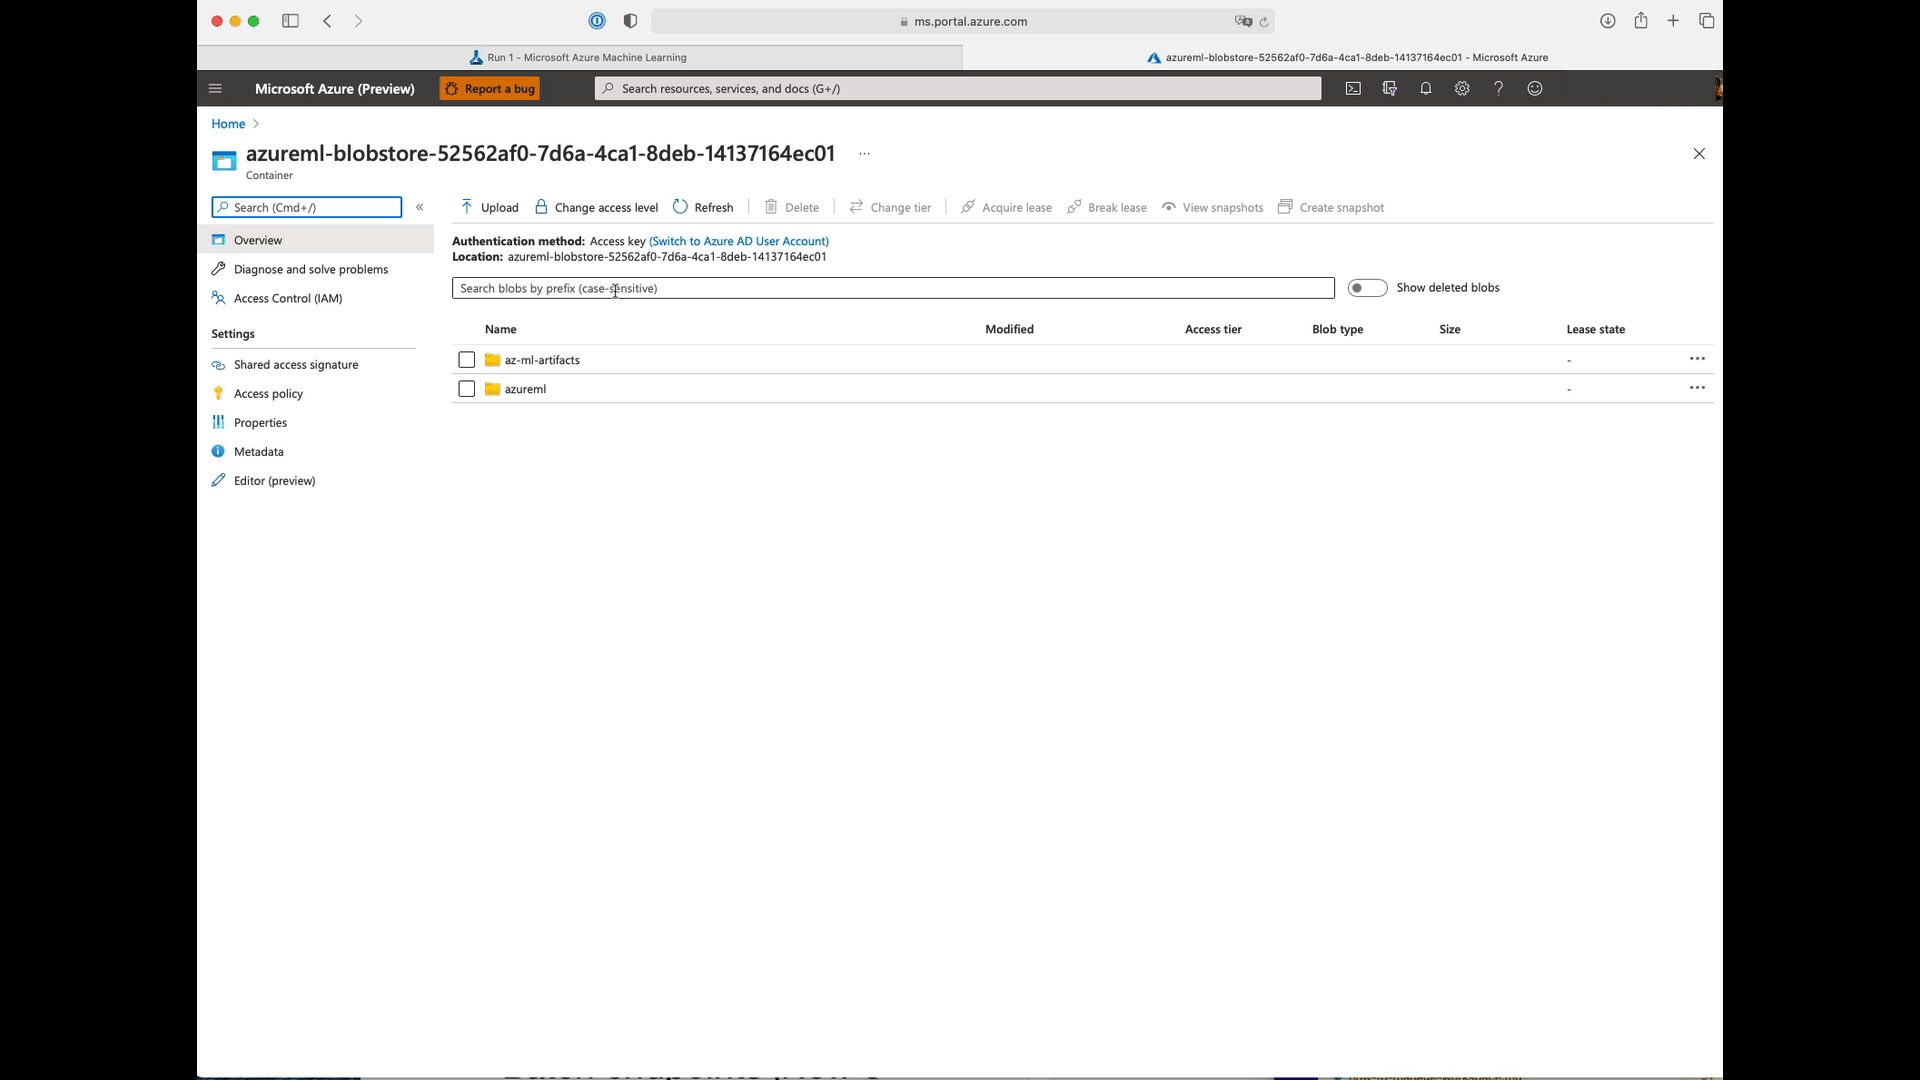 ms.portal.azure.com
Run 1 - Microsoft Azure Machine Learning
azureml-blobstore-52562af0-7d6a-4ca1-8deb-14137164ec01 - Microsoft Azure
Microsoft Azure (Preview)
Report a bug
Search resources, services, and docs (G+/)
Home
azureml-blobstore-52562af0-7d6a-4ca1-8deb-14137164ec01 ...
Container
Search (Cmd+/)
Upload
Change access level
Refresh
Delete
Change tier
Acquire lease
Break lease
View snapshots
Create snapshot
Overview
Diagnose and solve problems
Access Control (IAM)
Settings
Shared access signature
Access policy
Properties
Metadata
Editor (preview)
Authentication method: Access key (Switch to Azure AD User Account)
Location: azureml-blobstore-52562af0-7d6a-4ca1-8deb-14137164ec01
Search blobs by prefix (case-sensitive)
Show deleted blobs
Name Modified Access tier Blob type Size Lease state
az-ml-artifacts -
azureml -